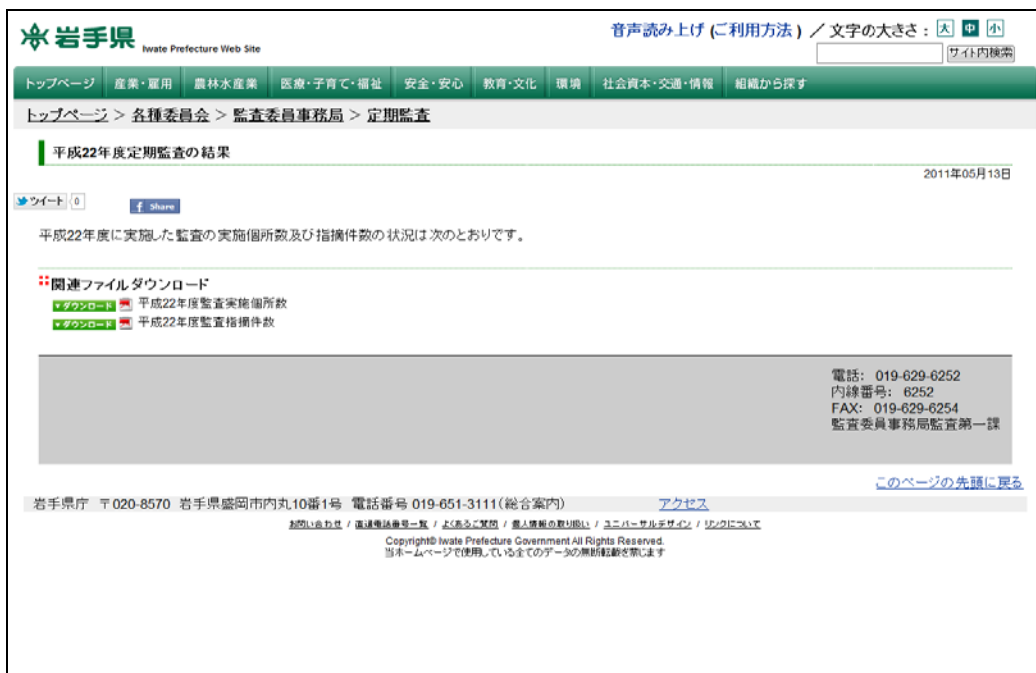 岩手県 Iwate Prefecture Web Site
音声読み上げ (ご利用方法 ) / 文字の大きさ : 大 中 小
サイト内検索
トップページ 産業・雇用 農林水産業 医療・子育て・福祉 安全・安心 教育・文化 環境 社会資本・交通・情報 組織から探す
トップページ > 各種委員会 > 監査委員事務局 > 定期監査
平成22年度定期監査の結果
2011年05月13日
ツイート 0 f Share
平成22年度に実施した監査の実施個所数及び指摘件数の状況は次のとおりです。
関連ファイルダウンロード
▼ダウンロード 平成22年度監査実施個所数
▼ダウンロード 平成22年度監査指摘件数
電話: 019-629-6252
内線番号: 6252
FAX: 019-629-6254
監査委員事務局監査第一課
このページの先頭に戻る
岩手県庁 〒020-8570 岩手県盛岡市内丸10番1号 電話番号 019-651-3111(総合案内) アクセス
お問い合わせ / 直通電話番号一覧 / よくあるご質問 / 個人情報の取り扱い / ユニバーサルデザイン / リンクについて
Copyright© Iwate Prefecture Government All Rights Reserved.
当ホームページで使用している全てのデータの無断転載を禁じます